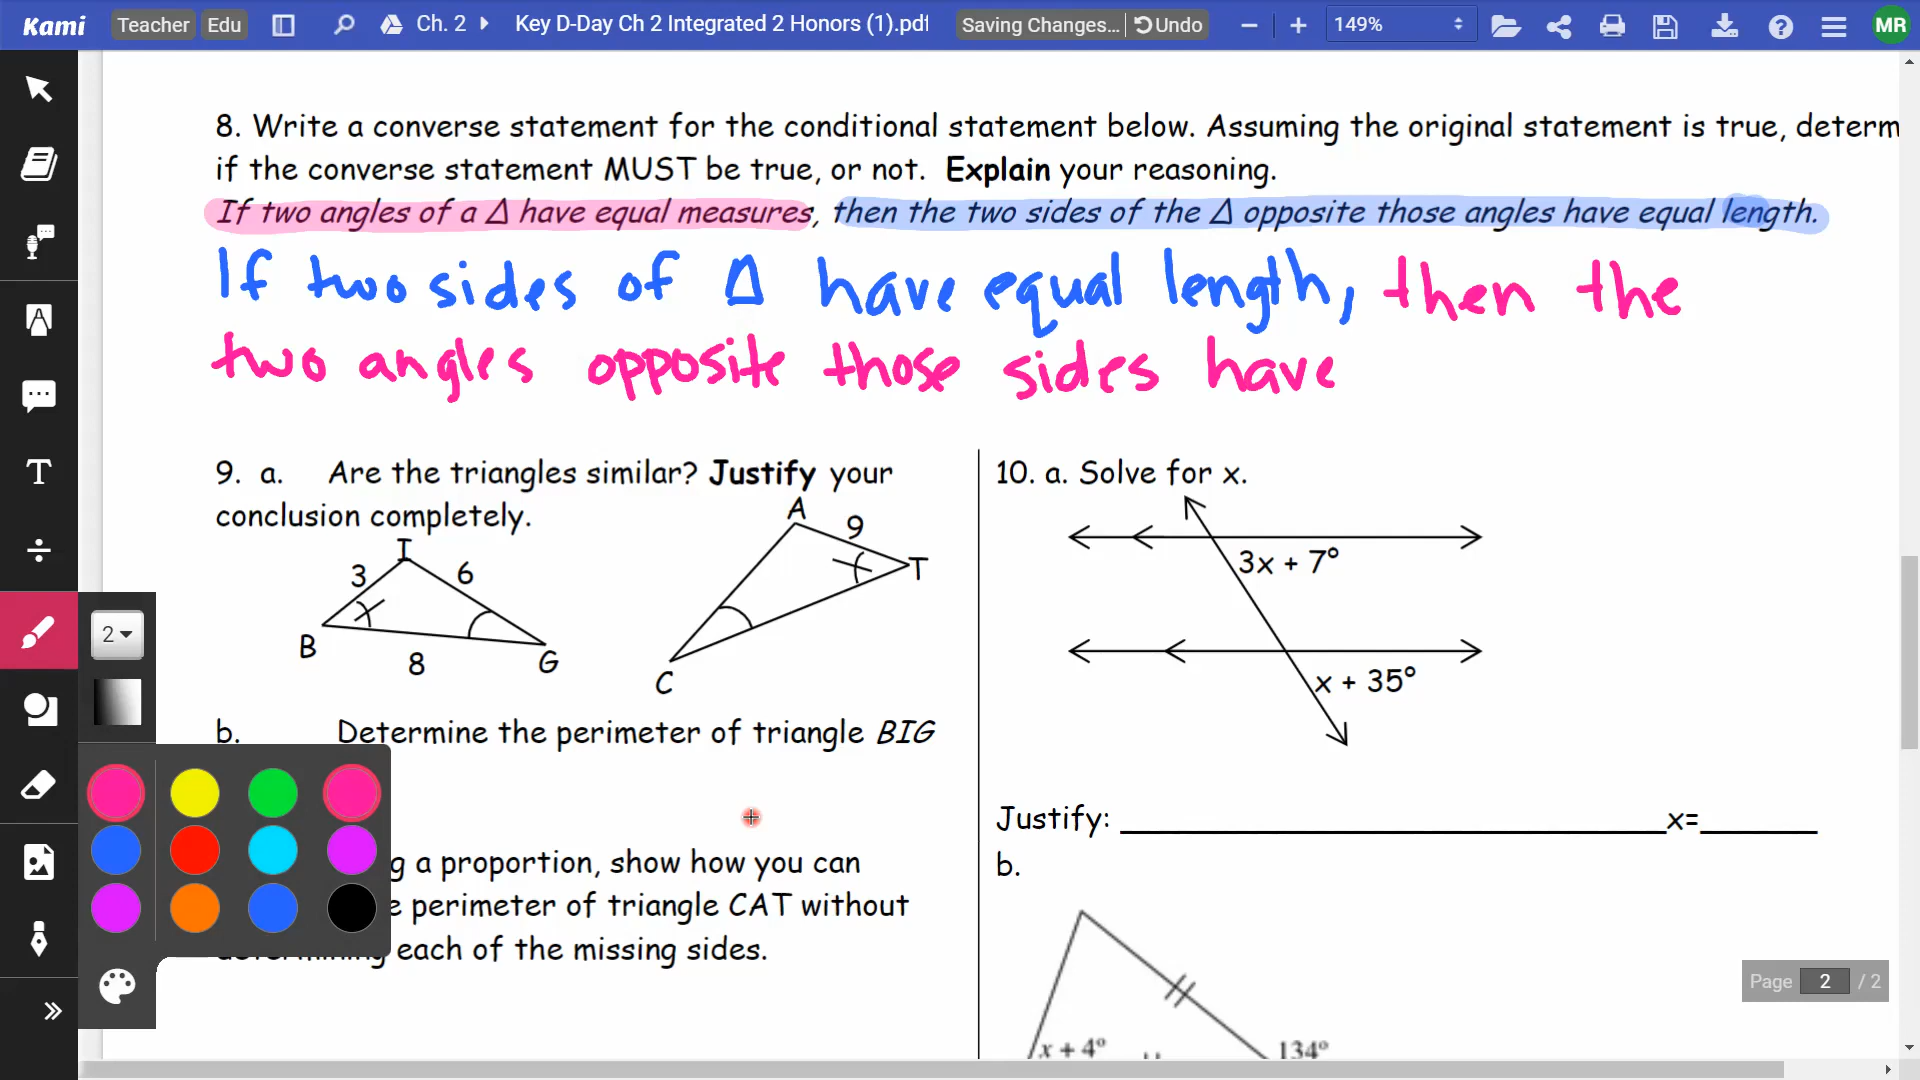 Kami Teacher Edu Ch. 2 Key D-Day Ch 2 Integrated 2 Honors (1).pdf Saving Changes... Undo 149% MR
8. Write a converse statement for the conditional statement below. Assuming the original statement is true, determ
if the converse statement MUST be true, or not. Explain your reasoning.
If two angles of a Δ have equal measures, then the two sides of the Δ opposite those angles have equal length.
If two sides of Δ have equal length, then the
two angles opposite those sides have
9. a. Are the triangles similar? Justify your
conclusion completely.
A
9
T
I
3
6
B
8
G
C
b. Determine the perimeter of triangle BIG
g a proportion, show how you can
e perimeter of triangle CAT without
determining each of the missing sides.
10. a. Solve for x.
3x + 7°
x + 35°
Justify: x=
b.
x + 4°
134°
2
T
Page 2 / 2